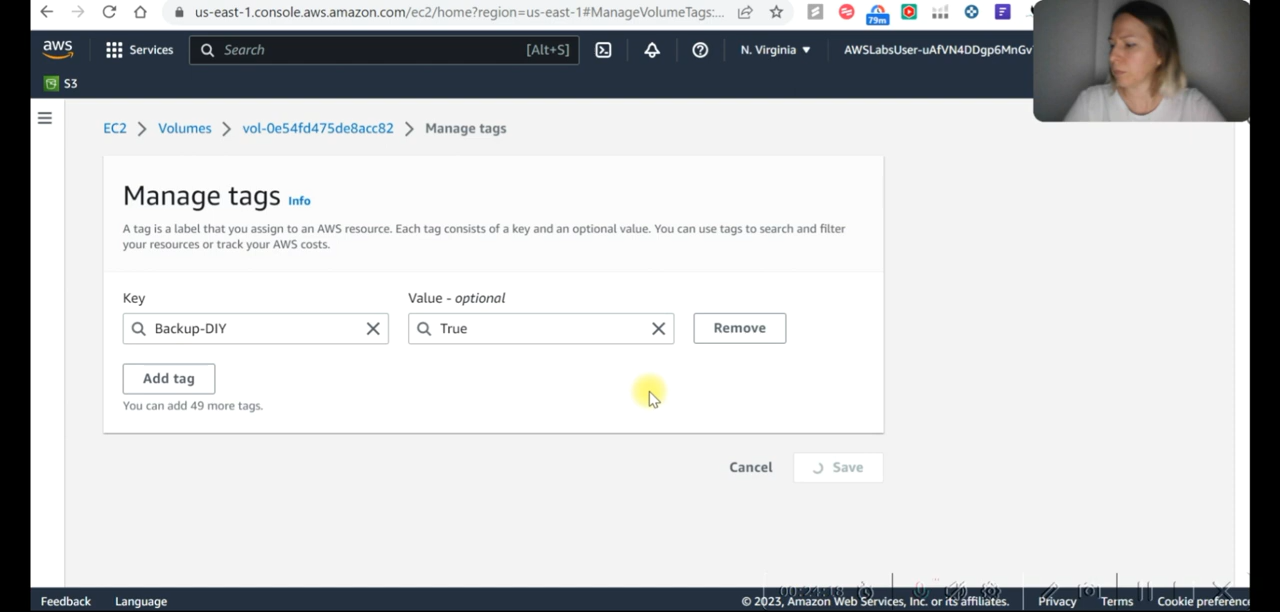 us-east-1.console.aws.amazon.com/ec2/home?region=us-east-1#ManageVolumeTags:...
79m
aws
Services
Search
[Alt+S]
N. Virginia
AWSLabsUser-uAfVN4DDgp6MnGv
S3
EC2 > Volumes > vol-0e54fd475de8acc82 > Manage tags
Manage tags Info
A tag is a label that you assign to an AWS resource. Each tag consists of a key and an optional value. You can use tags to search and filter
your resources or track your AWS costs.
Key
Value - optional
Backup-DIY
True
Remove
Add tag
You can add 49 more tags.
Cancel
Save
00:24:18
Feedback
Language
© 2023, Amazon Web Services, Inc. or its affiliates.
Privacy
Terms
Cookie preference